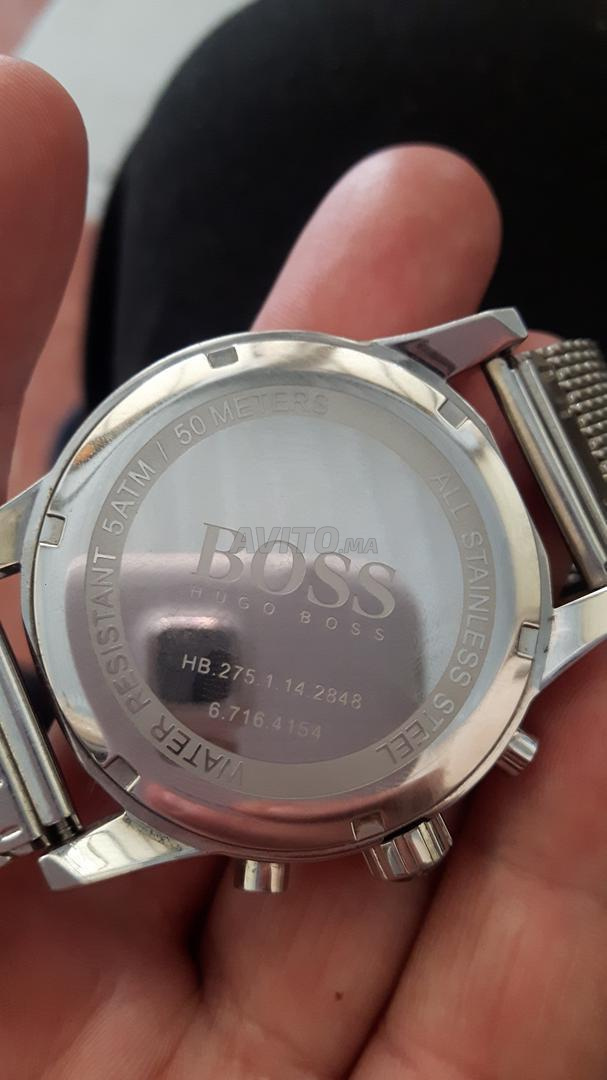 WATER RESISTANT 5ATM / 50 METERS
ALL STAINLESS STEEL
AVITO.MA
BOSS
HUGO BOSS
HB.275.1.14.2848
6.716.4154